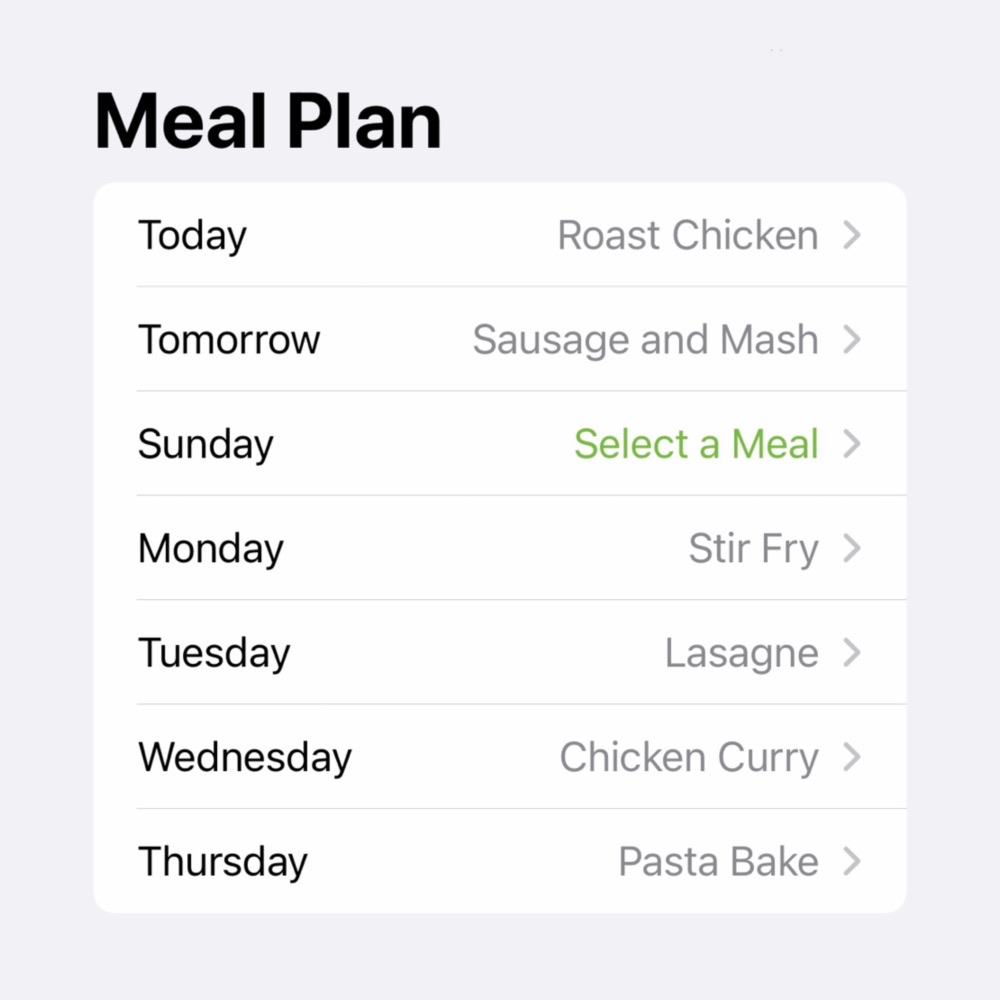 Meal Plan
Today Roast Chicken
Tomorrow Sausage and Mash
Sunday Select a Meal
Monday Stir Fry
Tuesday Lasagne
Wednesday Chicken Curry
Thursday Pasta Bake